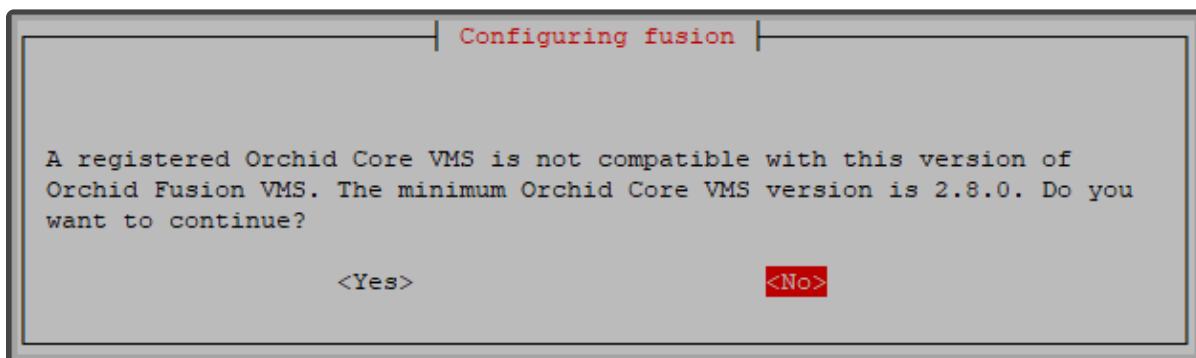 Configuring fusion
A registered Orchid Core VMS is not compatible with this version of
Orchid Fusion VMS. The minimum Orchid Core VMS version is 2.8.0. Do you
want to continue?
<Yes> <No>